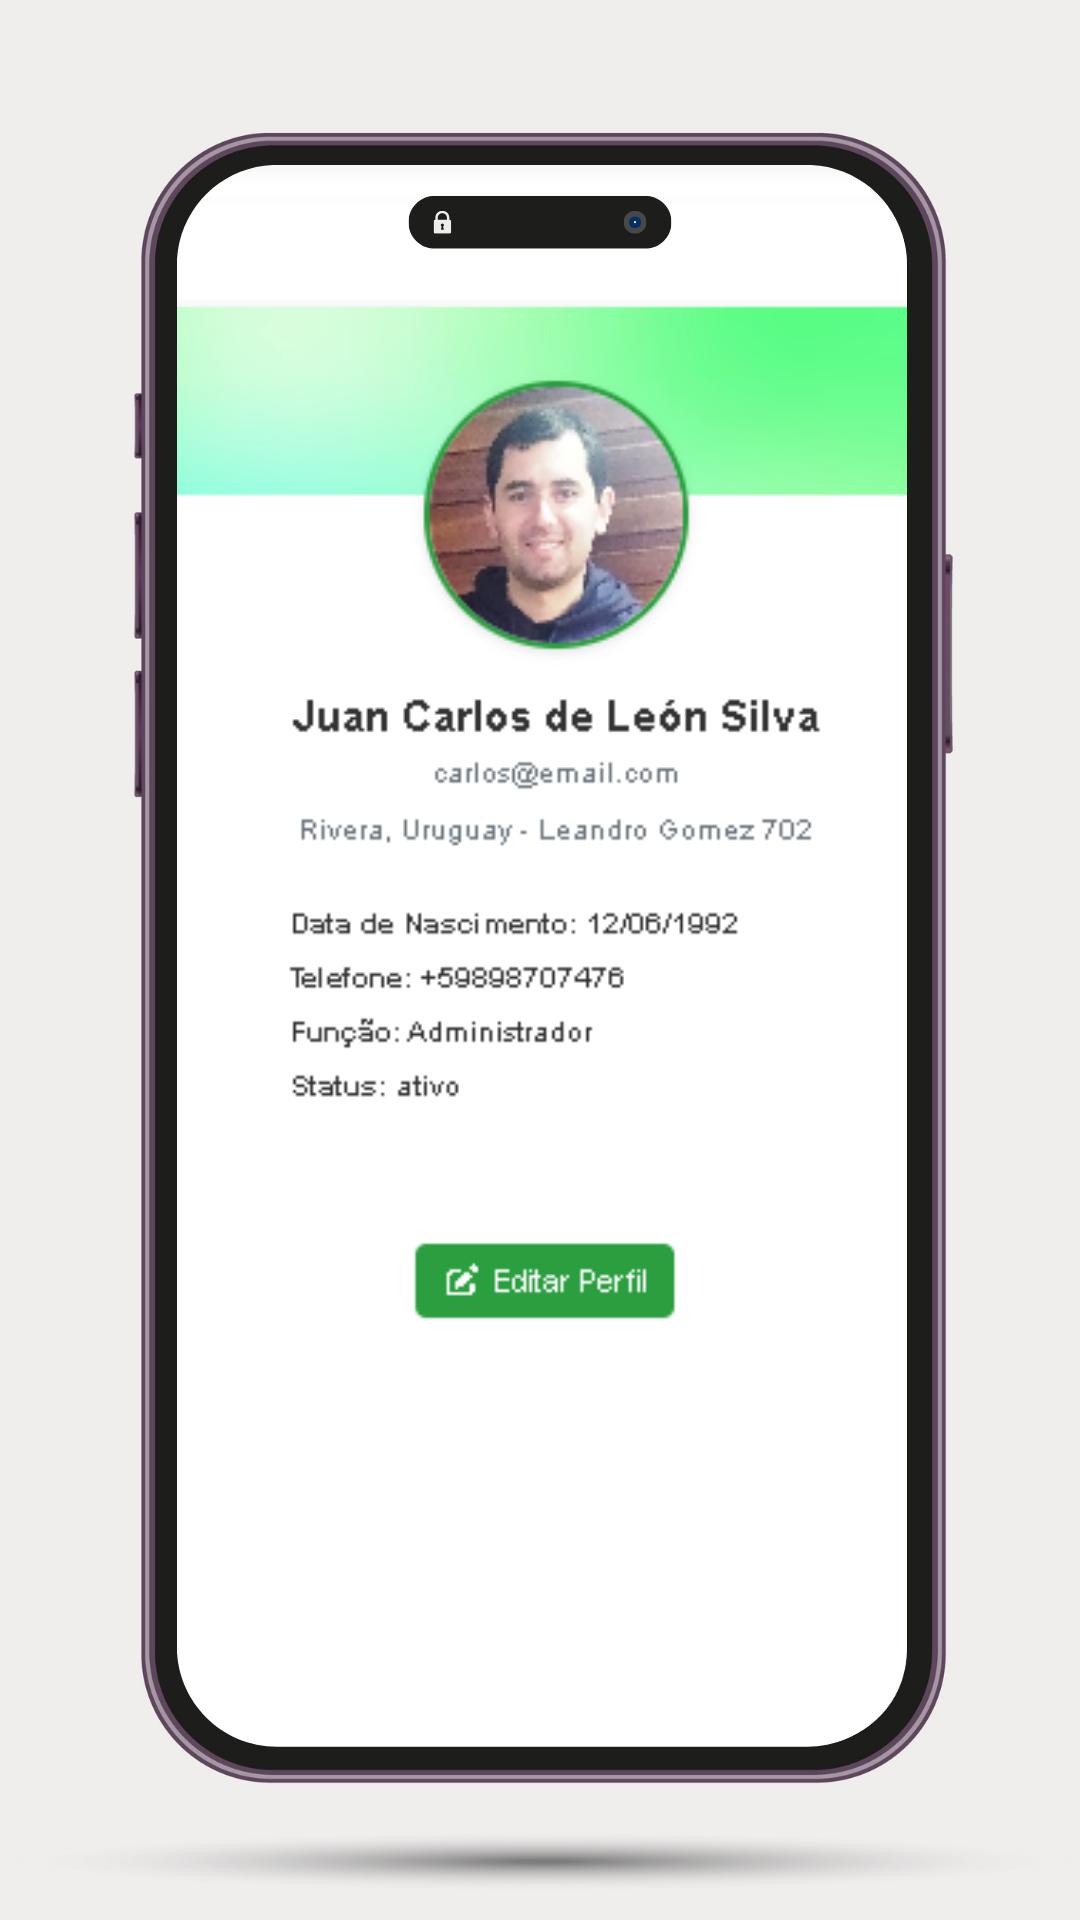 Juan Carlos de León Silva
carlos@email.com
Rivera, Uruguay - Leandro Gomez 702
Data de Nascimento: 12/06/1992
Telefone: +59898707476
Função: Administrador
Status: ativo
Editar Perfil